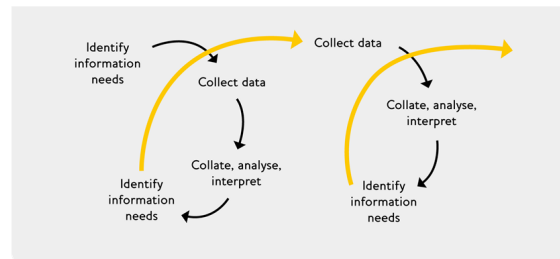 Identify
information
needs
Collect data
Collate, analyse,
interpret
Identify
information
needs
Collect data
Collate, analyse,
interpret
Identify
information
needs